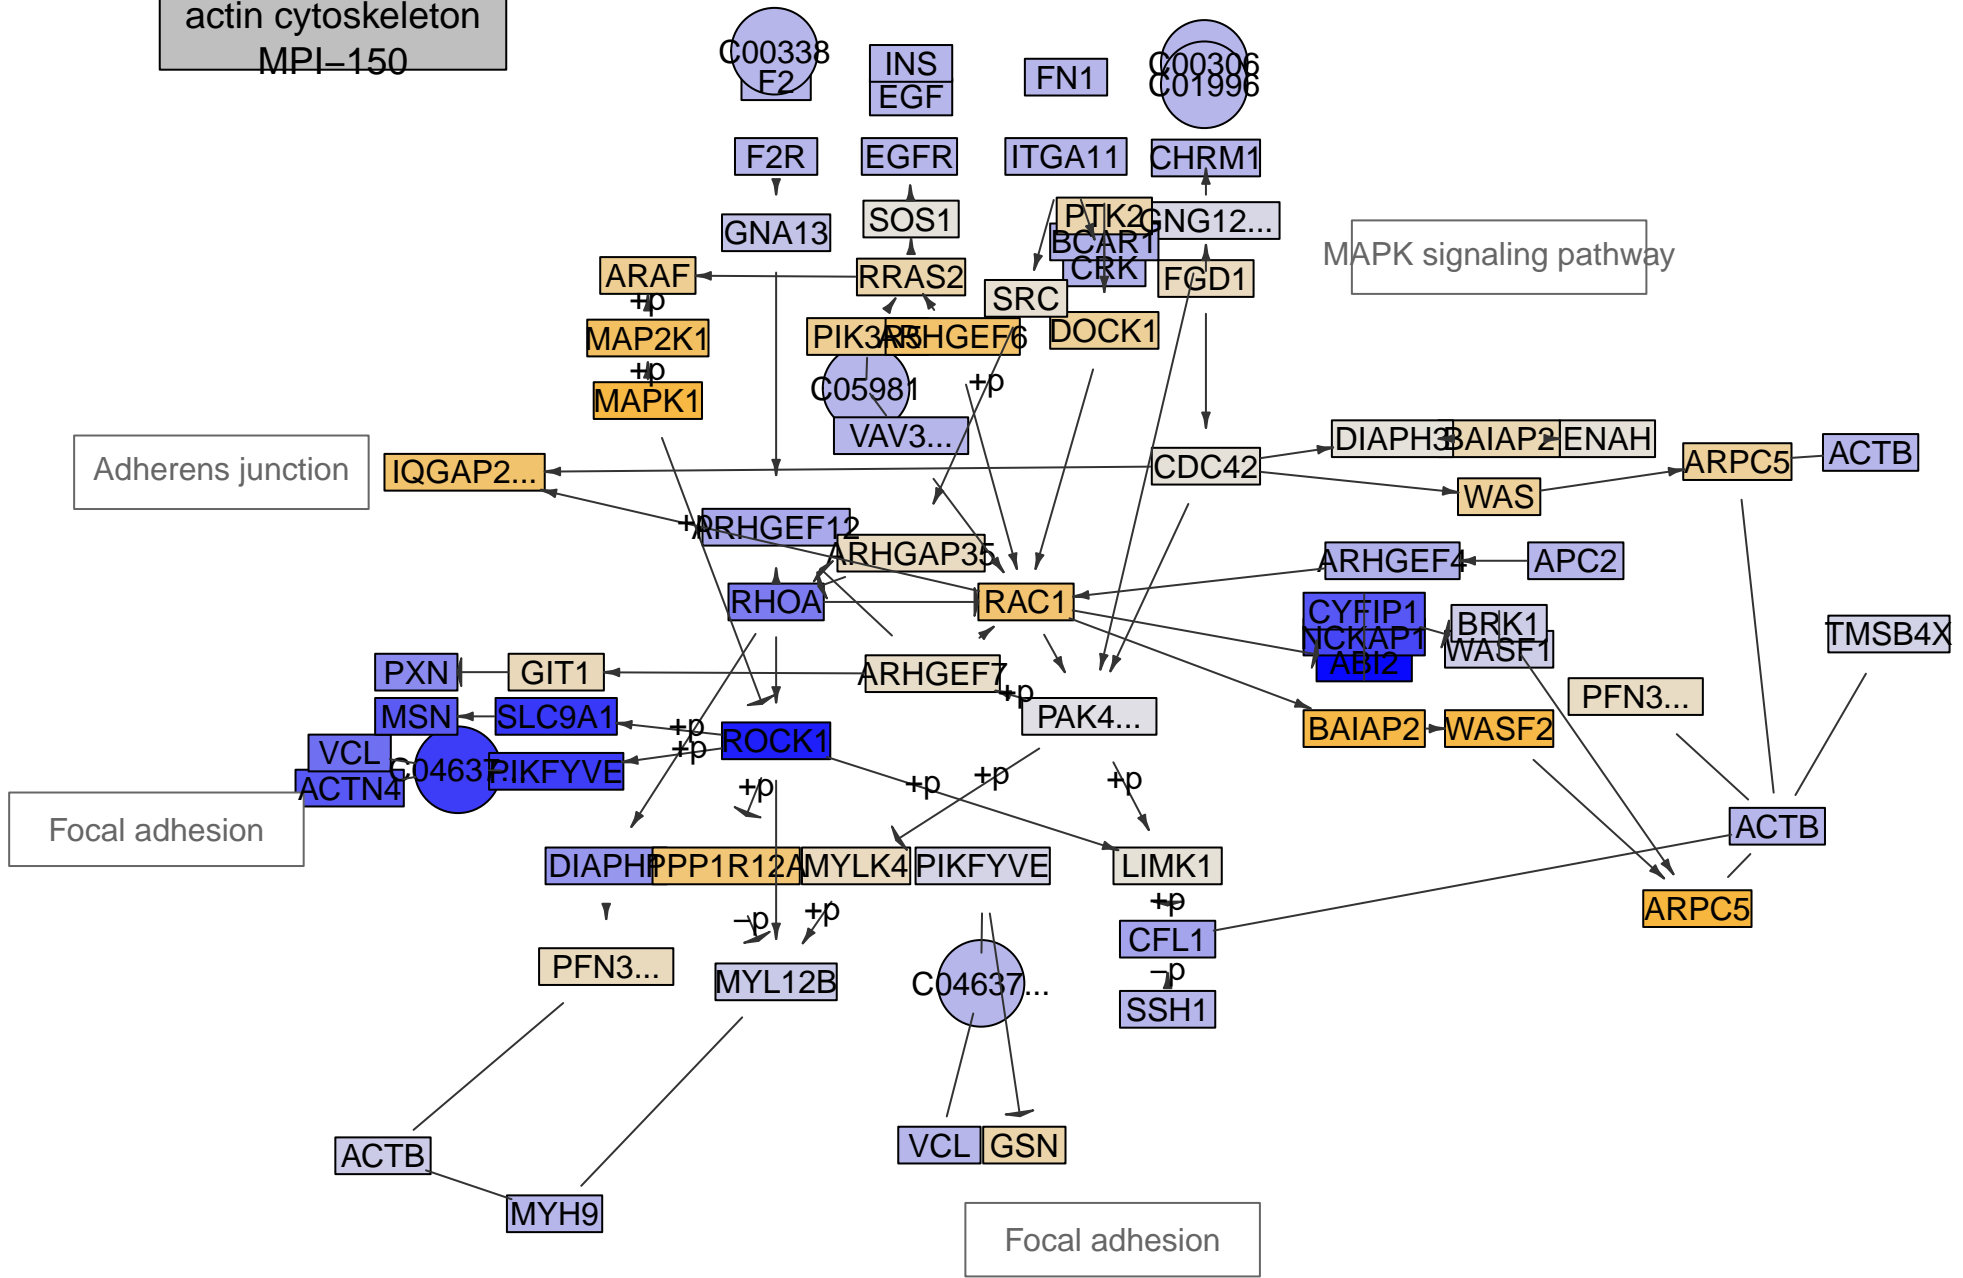 actin cytoskeleton
MPI−150
C00338
F2
INS
EGF
FN1
C00306
C01996
F2R
EGFR
ITGA11
CHRM1
GNA13
SOS1
PTK2
GNG12...
BCAR1
CRK
MAPK signaling pathway
ARAF
RRAS2
SRC
FGD1
+p
MAP2K1
PIK3R5
ARHGEF6
DOCK1
+p
MAPK1
C05981
+p
VAV3...
Adherens junction
IQGAP2...
CDC42
DIAPH3
BAIAP2
ENAH
ARPC5
ACTB
WAS
+p
ARHGEF12
ARHGAP35
ARHGEF4
APC2
RHOA
RAC1
CYFIP1
NCKAP1
ABI2
BRK1
WASF1
TMSB4X
PXN
GIT1
ARHGEF7
+p
PFN3...
MSN
SLC9A1
+p
PAK4...
VCL
ACTN4
C04637...
PIKFYVE
+p
ROCK1
BAIAP2
WASF2
+p
+p
+p
+p
Focal adhesion
ACTB
PPP1R12A
MYLK4
PIKFYVE
LIMK1
+p
−p
+p
ARPC5
CFL1
PFN3...
MYL12B
−p
C04637...
SSH1
ACTB
VCL
GSN
MYH9
Focal adhesion